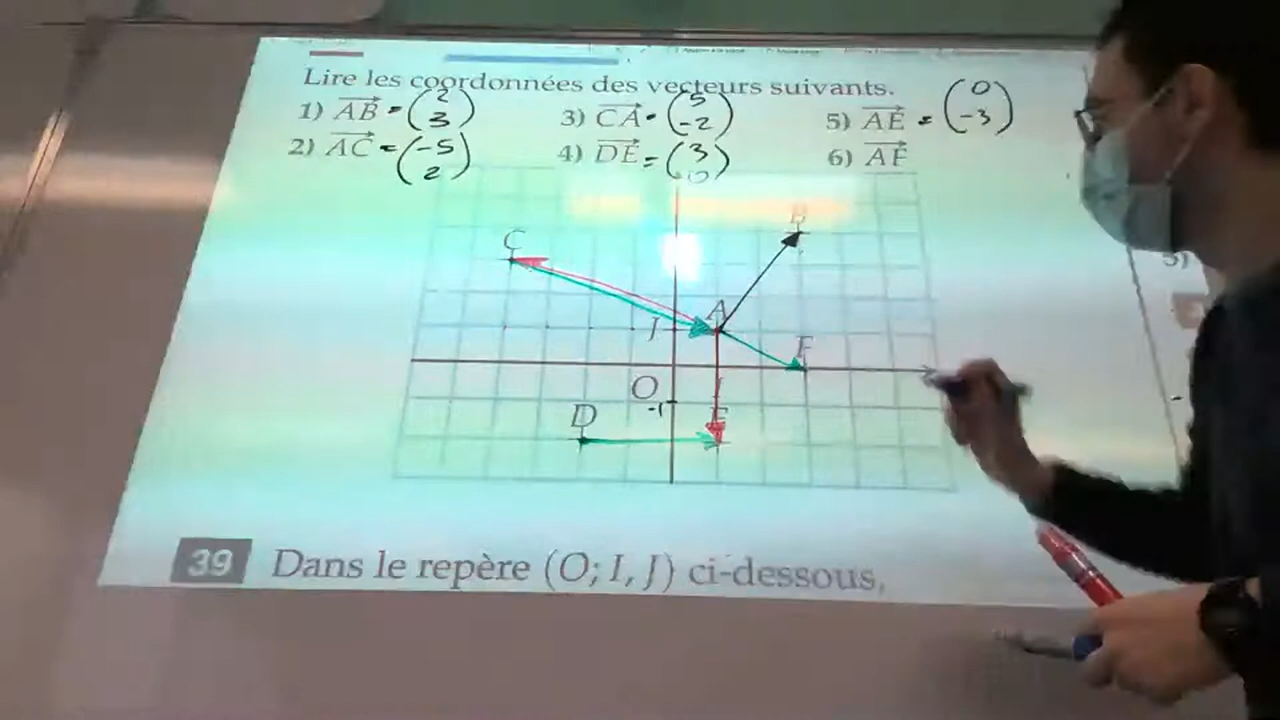 Lire les coordonnées des vecteurs suivants.
1) AB = (2 3) 3) CA = (5 -2) 5) AE = (0 -3)
2) AC = (-5 2) 4) DE = (3 0) 6) AF
B
C
A
J
F
O
I
-1
D
E
39 Dans le repère (O; I, J) ci-dessous,